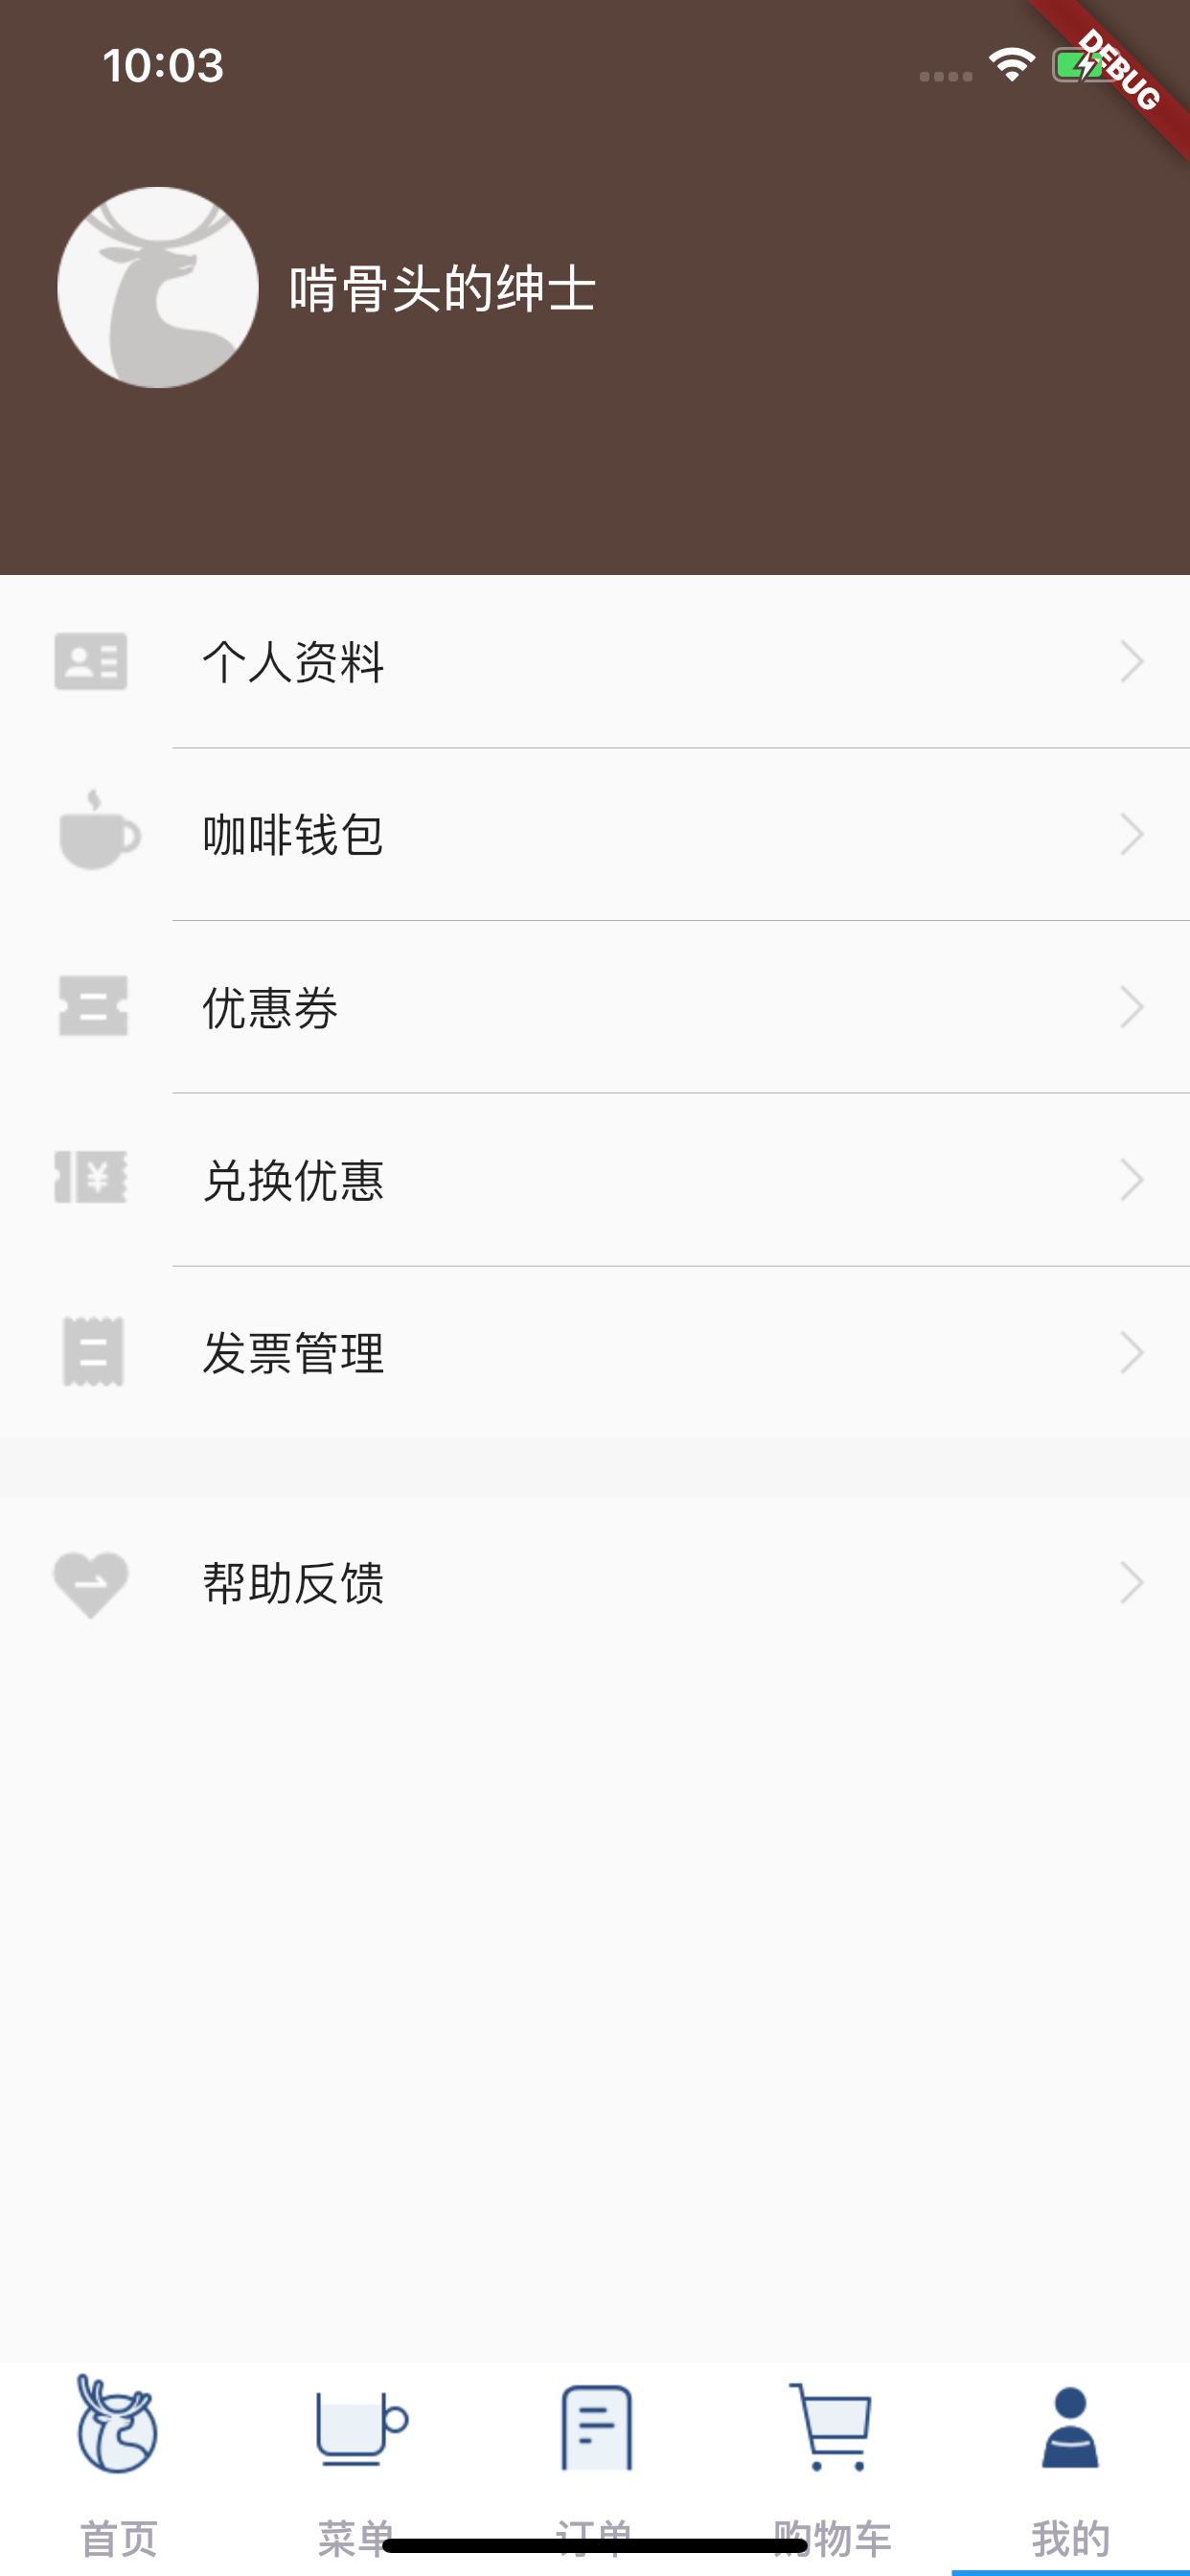 10:03
DEBUG
啃骨头的绅士
个人资料
咖啡钱包
优惠券
兑换优惠
¥
发票管理
帮助反馈
首页
菜单
订单
购物车
我的